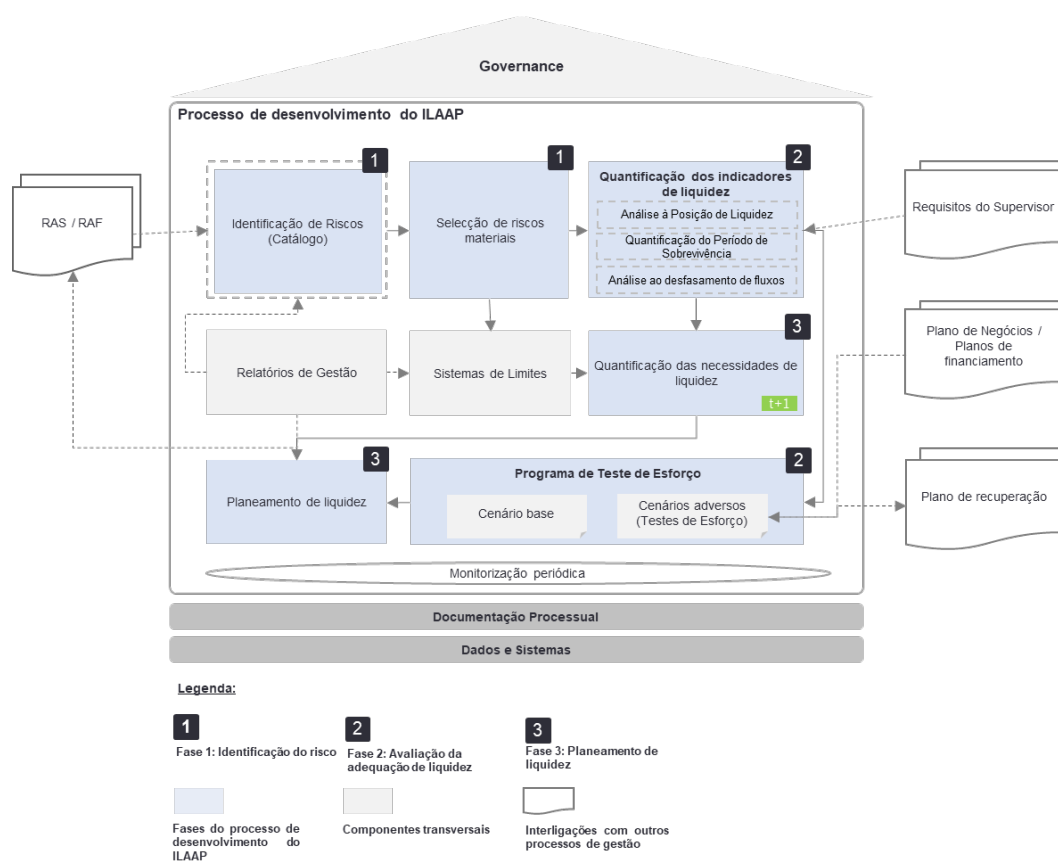 Governance
Processo de desenvolvimento do ILAAP
1
1
2
RAS / RAF
Identificação de Riscos
(Catálogo)
Selecção de riscos
materiais
Quantificação dos indicadores
de liquidez
Análise à Posição de Liquidez
Quantificação do Período de
Sobrevivência
Análise ao desfasamento de fluxos
Requisitos do Supervisor
3
Relatórios de Gestão
Sistemas de Limites
Quantificação das necessidades de
liquidez
t+1
Plano de Negócios /
Planos de
financiamento
3
2
Planeamento de liquidez
Programa de Teste de Esforço
Cenário base
Cenários adversos
(Testes de Esforço)
Plano de recuperação
Monitorização periódica
Documentação Processual
Dados e Sistemas
Legenda:
1
2
3
Fase 1: Identificação do risco
Fase 2: Avaliação da
adequação de liquidez
Fase 3: Planeamento de
liquidez
Fases do processo de
desenvolvimento do
ILAAP
Componentes transversais
Interligações com outros
processos de gestão